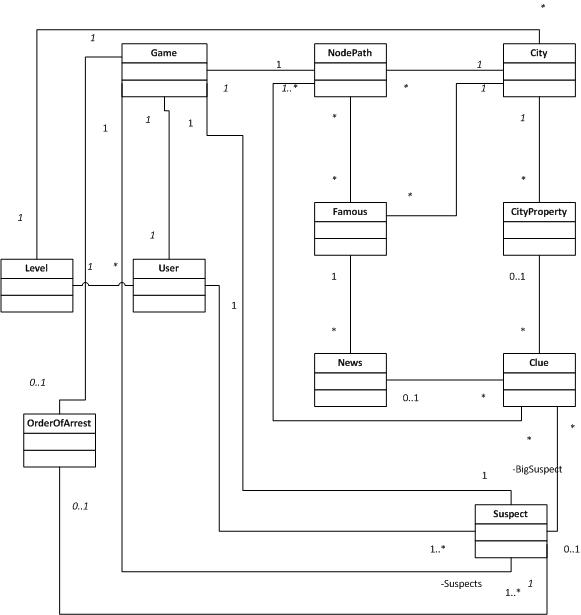 *
1
Game
NodePath
City
1
1
1
1..*
*
1
1
1
1
*
1
*
*
*
Famous
CityProperty
1
1
Level
1
*
User
1
0..1
1
*
*
0..1
News
Clue
0..1
*
OrderOfArrest
*
*
-BigSuspect
1
0..1
Suspect
1..*
0..1
-Suspects
1
1..*